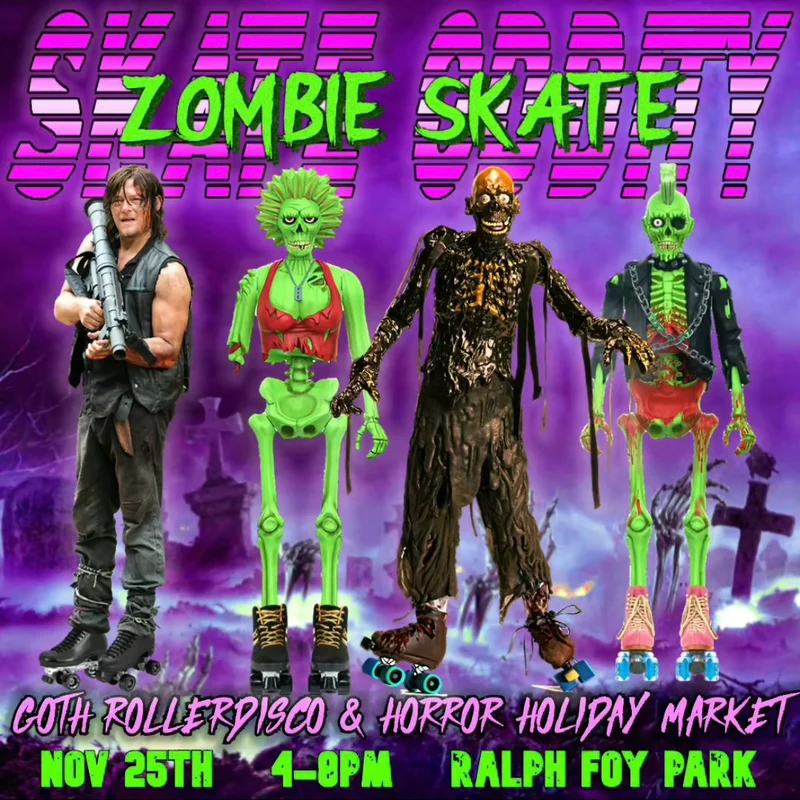 SKATE ODDITY
ZOMBIE SKATE
GOTH ROLLERDISCO & HORROR HOLIDAY MARKET
NOV 25TH 4-8PM RALPH FOY PARK